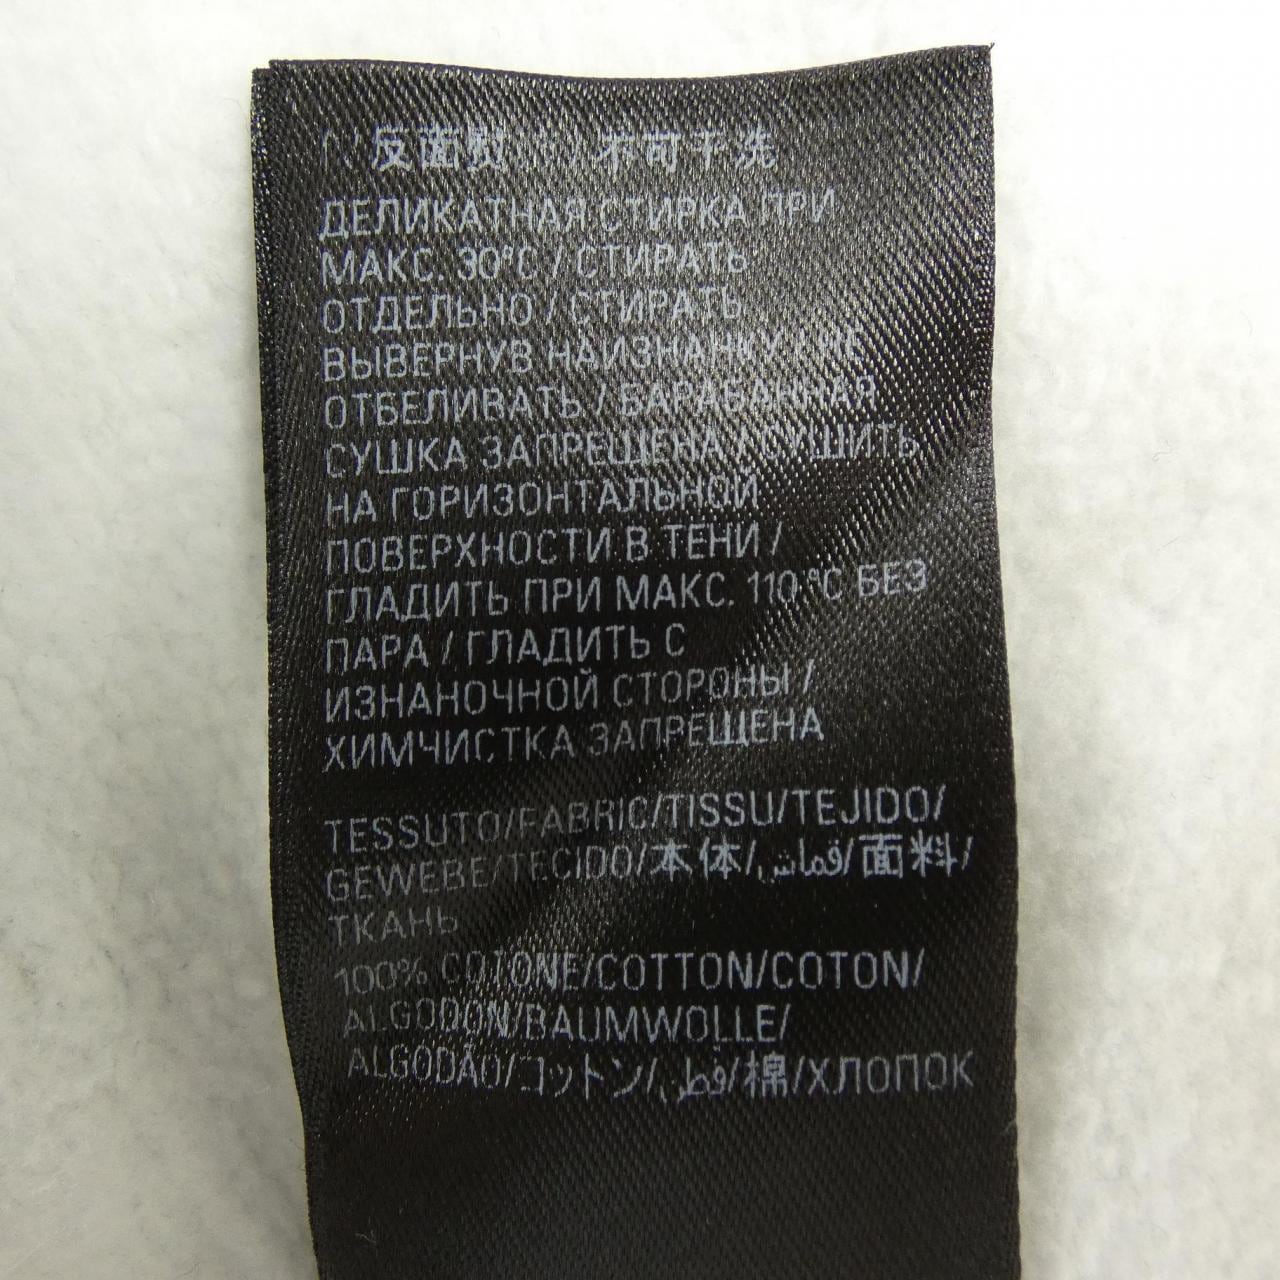 反面熨 / 不可干洗
ДЕЛИКАТНАЯ СТИРКА ПРИ
МАКС. 30°C / СТИРАТЬ
ОТДЕЛЬНО / СТИРАТЬ
ВЫВЕРНУВ НАИЗНАНКУ / НЕ
ОТБЕЛИВАТЬ / БАРАБАННАЯ
СУШКА ЗАПРЕЩЕНА / СУШИТЬ
НА ГОРИЗОНТАЛЬНОЙ
ПОВЕРХНОСТИ В ТЕНИ /
ГЛАДИТЬ ПРИ МАКС. 110 °C БЕЗ
ПАРА / ГЛАДИТЬ С
ИЗНАНОЧНОЙ СТОРОНЫ /
ХИМЧИСТКА ЗАПРЕЩЕНА
TESSUTO/FABRIC/TISSU/TEJIDO/
GEWEBE/TECIDO/本体/قماش/面料/
ТКАНЬ
100% COTONE/COTTON/COTON/
ALGODON/BAUMWOLLE/
ALGODÃO/コットン/قطن/棉/ХЛОПОК